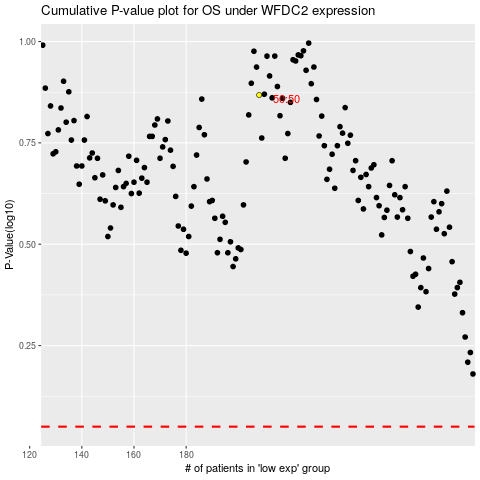 Cumulative P-value plot for OS under WFDC2 expression
P-Value(log10)
1.00
0.75
0.50
0.25
50:50
120 140 160 180
# of patients in 'low exp' group